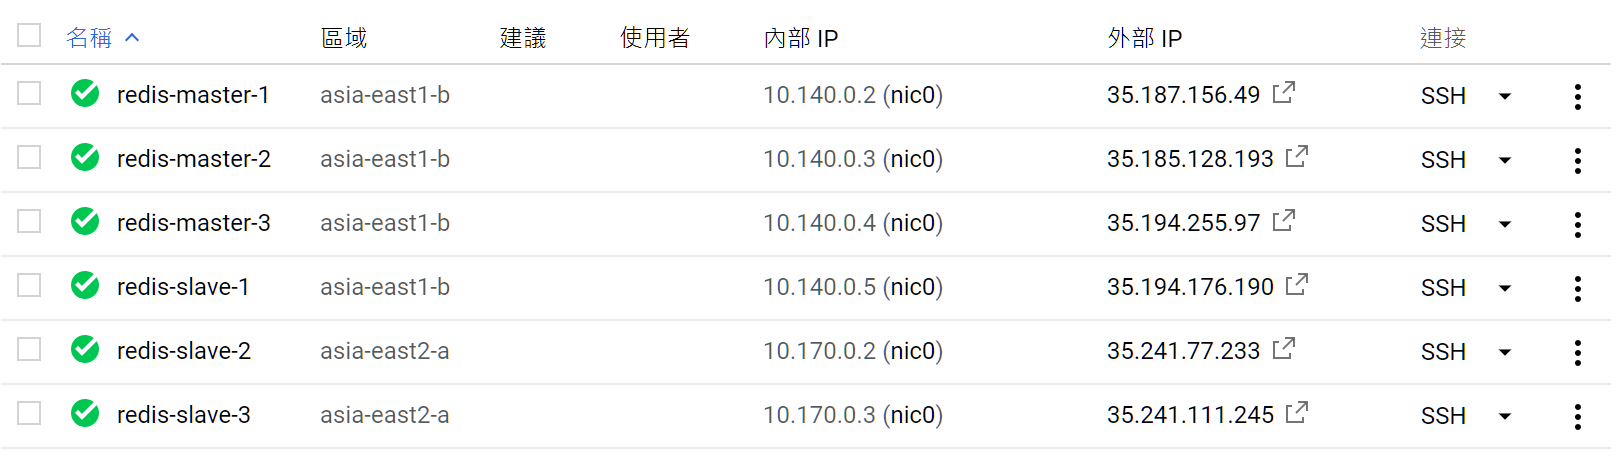 名稱 區域 建議 使用者 內部 IP 外部 IP 連接
redis-master-1 asia-east1-b 10.140.0.2 (nic0) 35.187.156.49 SSH
redis-master-2 asia-east1-b 10.140.0.3 (nic0) 35.185.128.193 SSH
redis-master-3 asia-east1-b 10.140.0.4 (nic0) 35.194.255.97 SSH
redis-slave-1 asia-east1-b 10.140.0.5 (nic0) 35.194.176.190 SSH
redis-slave-2 asia-east2-a 10.170.0.2 (nic0) 35.241.77.233 SSH
redis-slave-3 asia-east2-a 10.170.0.3 (nic0) 35.241.111.245 SSH